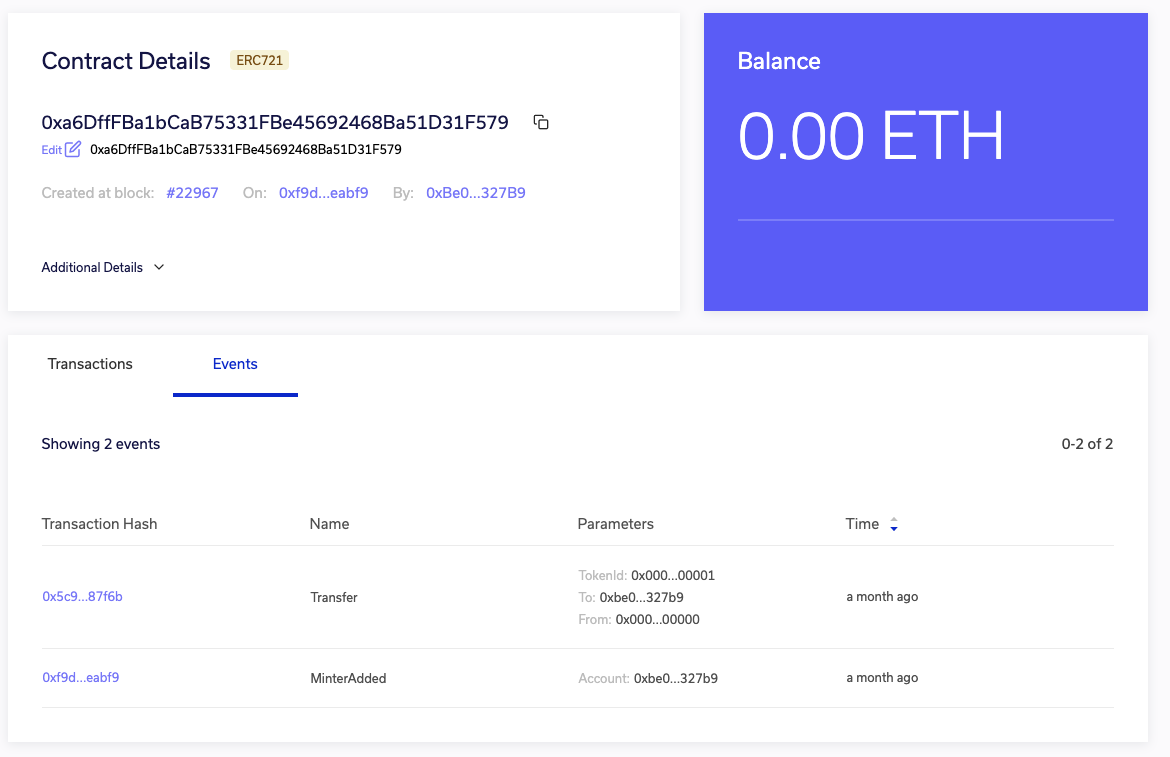 Contract Details ERC721
0xa6DffFBa1bCaB75331FBe45692468Ba51D31F579
Edit 0xa6DffFBa1bCaB75331FBe45692468Ba51D31F579
Created at block: #22967 On: 0xf9d...eabf9 By: 0xBe0...327B9
Additional Details
Balance
0.00 ETH
Transactions Events
Showing 2 events 0-2 of 2
Transaction Hash Name Parameters Time
0x5c9...87f6b Transfer TokenId: 0x000...00001 a month ago
To: 0xbe0...327b9
From: 0x000...00000
0xf9d...eabf9 MinterAdded Account: 0xbe0...327b9 a month ago